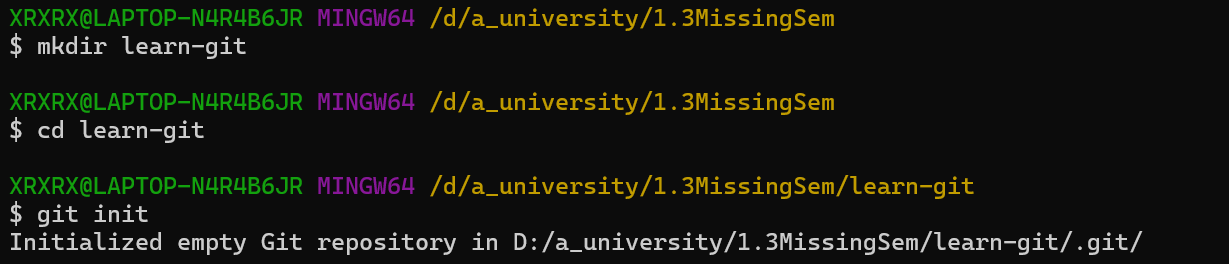 XRXRX@LAPTOP-N4R4B6JR MINGW64 /d/a_university/1.3MissingSem
$ mkdir learn-git
XRXRX@LAPTOP-N4R4B6JR MINGW64 /d/a_university/1.3MissingSem
$ cd learn-git
XRXRX@LAPTOP-N4R4B6JR MINGW64 /d/a_university/1.3MissingSem/learn-git
$ git init
Initialized empty Git repository in D:/a_university/1.3MissingSem/learn-git/.git/